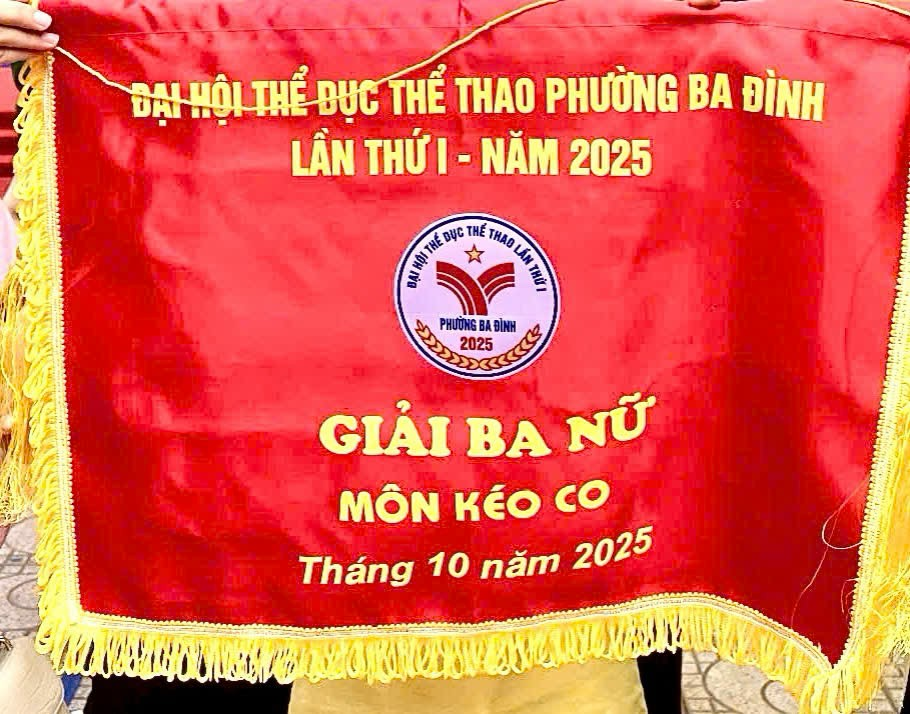 ĐẠI HỘI THỂ DỤC THỂ THAO PHƯỜNG BA ĐÌNH
LẦN THỨ I - NĂM 2025
ĐẠI HỘI THỂ DỤC THỂ THAO LẦN THỨ I
PHƯỜNG BA ĐÌNH
2025
GIẢI BA NỮ
MÔN KÉO CO
Tháng 10 năm 2025